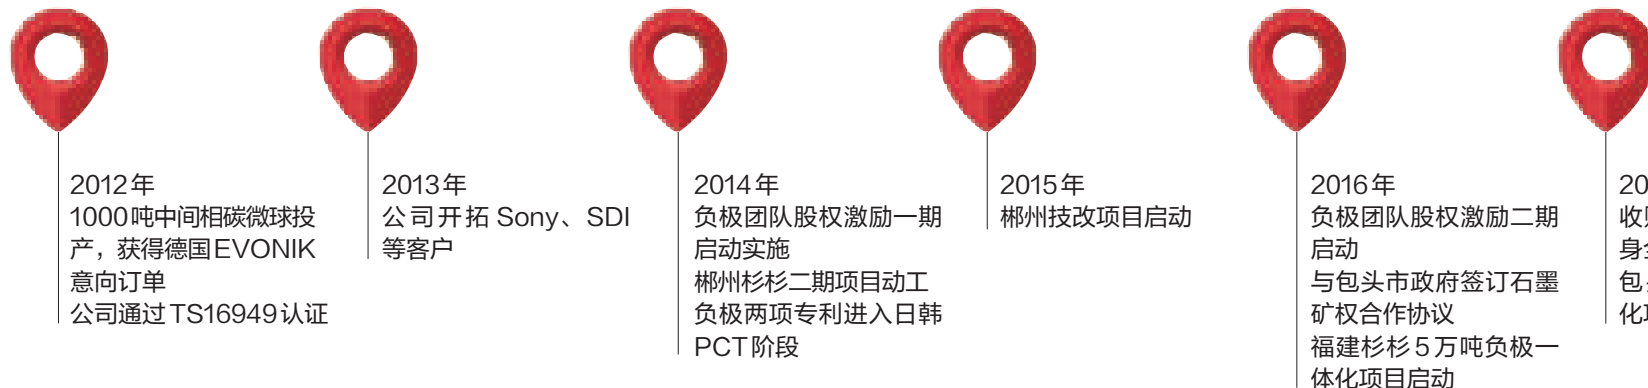 2012年
1000吨中间相碳微球投
产，获得德国EVONIK
意向订单
公司通过TS16949认证
2013年
公司开拓 Sony、SDI
等客户
2014年
负极团队股权激励一期
启动实施
郴州杉杉二期项目动工
负极两项专利进入日韩
PCT阶段
2015年
郴州技改项目启动
2016年
负极团队股权激励二期
启动
与包头市政府签订石墨
矿权合作协议
福建杉杉5万吨负极一
体化项目启动
20
收
身
包
化